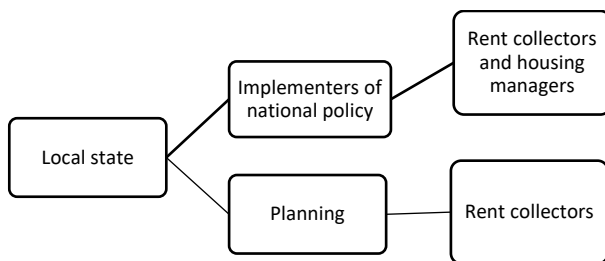 Local state
Implementers of
national policy
Rent collectors
and housing
managers
Planning
Rent collectors